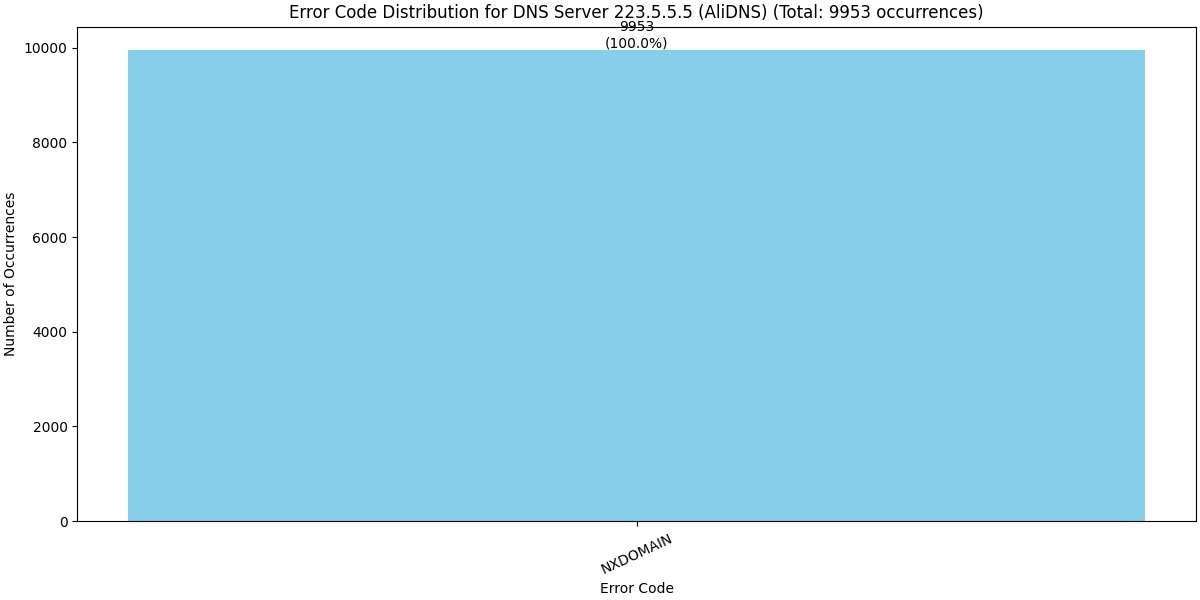 Error Code Distribution for DNS Server 223.5.5.5 (AliDNS) (Total: 9953 occurrences)
9953
(100.0%)
10000
8000
6000
4000
2000
0
Number of Occurrences
NXDOMAIN
Error Code